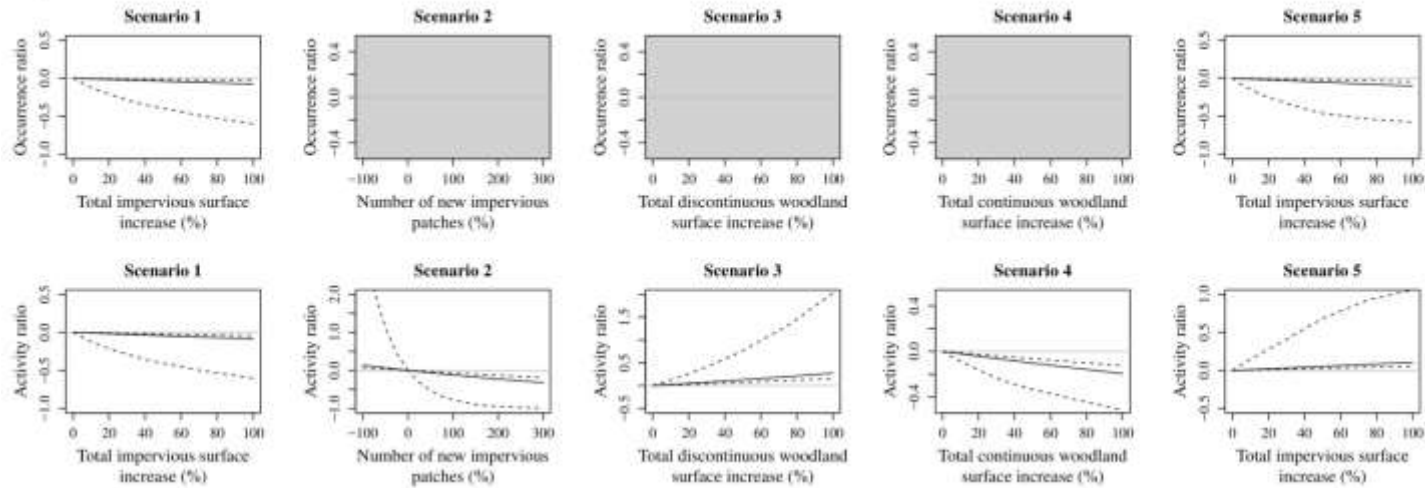 Scenario 1
Scenario 2
Scenario 3
Scenario 4
Scenario 5
Occurrence ratio
0.5
0.0
−0.5
−1.0
0 20 40 60 80 100
Total impervious surface
increase (%)
Occurrence ratio
0.4
0.0
−0.4
−100 0 100 200 300
Number of new impervious
patches (%)
Occurrence ratio
0.4
0.0
−0.4
0 20 40 60 80 100
Total discontinuous woodland
surface increase (%)
Occurrence ratio
0.4
0.0
−0.4
0 20 40 60 80 100
Total continuous woodland
surface increase (%)
Occurrence ratio
0.5
0.0
−0.5
−1.0
0 20 40 60 80 100
Total impervious surface
increase (%)
Scenario 1
Scenario 2
Scenario 3
Scenario 4
Scenario 5
Activity ratio
0.5
0.0
−0.5
−1.0
0 20 40 60 80 100
Total impervious surface
increase (%)
Activity ratio
2.0
1.0
0.0
−1.0
−100 0 100 200 300
Number of new impervious
patches (%)
Activity ratio
1.5
0.5
−0.5
0 20 40 60 80 100
Total discontinuous woodland
surface increase (%)
Activity ratio
0.4
0.0
−0.4
0 20 40 60 80 100
Total continuous woodland
surface increase (%)
Activity ratio
1.0
0.5
0.0
−0.5
0 20 40 60 80 100
Total impervious surface
increase (%)